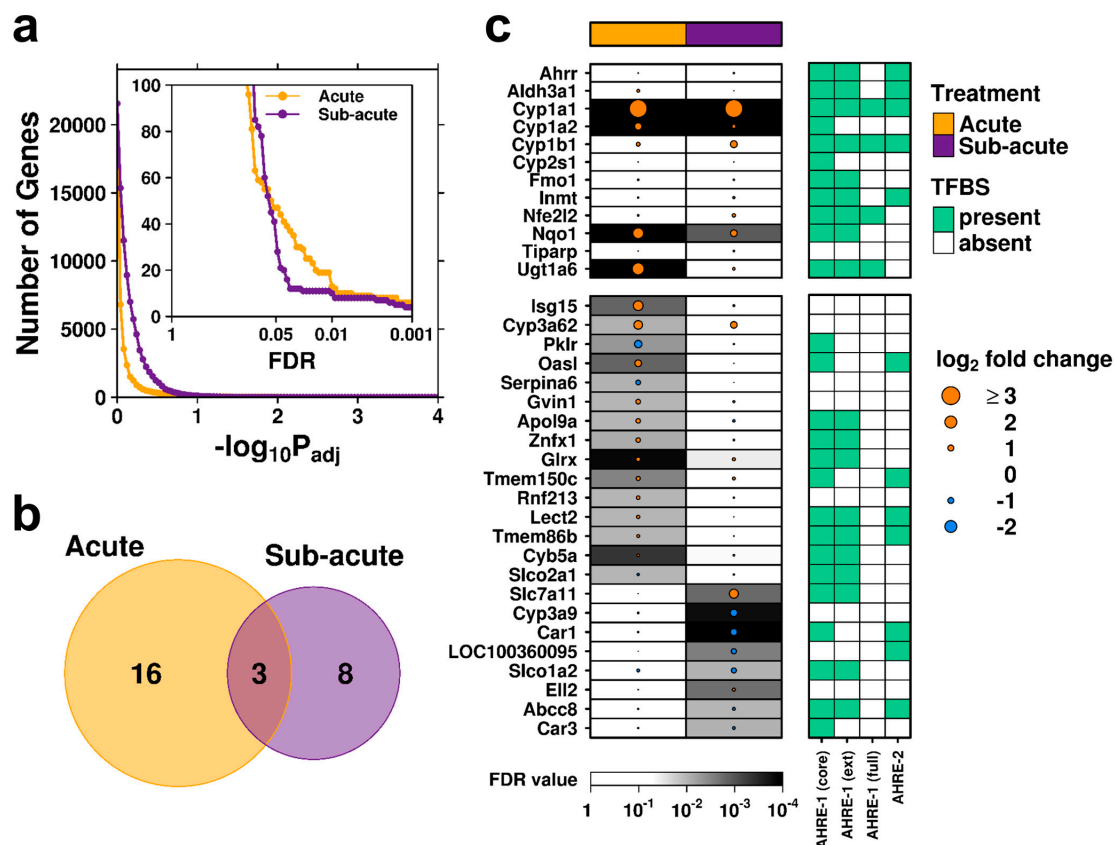 a
Number of Genes
20000
15000
10000
5000
0
0
1
2
3
4
-log10Padj
100
80
60
40
20
0
1
0.05
0.01
0.001
FDR
Acute
Sub-acute
b
Acute
Sub-acute
16
3
8
c
Ahrr
Aldh3a1
Cyp1a1
Cyp1a2
Cyp1b1
Cyp2s1
Fmo1
Inmt
Nfe2l2
Nqo1
Tiparp
Ugt1a6
Isg15
Cyp3a62
Pklr
Oasl
Serpina6
Gvin1
Apol9a
Znfx1
Glrx
Tmem150c
Rnf213
Lect2
Tmem86b
Cyb5a
Slco2a1
Slc7a11
Cyp3a9
Car1
LOC100360095
Slco1a2
Ell2
Abcc8
Car3
FDR value
1
10-1
10-2
10-3
10-4
AHRE-1 (core)
AHRE-1 (ext)
AHRE-1 (full)
AHRE-2
Treatment
Acute
Sub-acute
TFBS
present
absent
log2 fold change
≥ 3
2
1
0
-1
-2